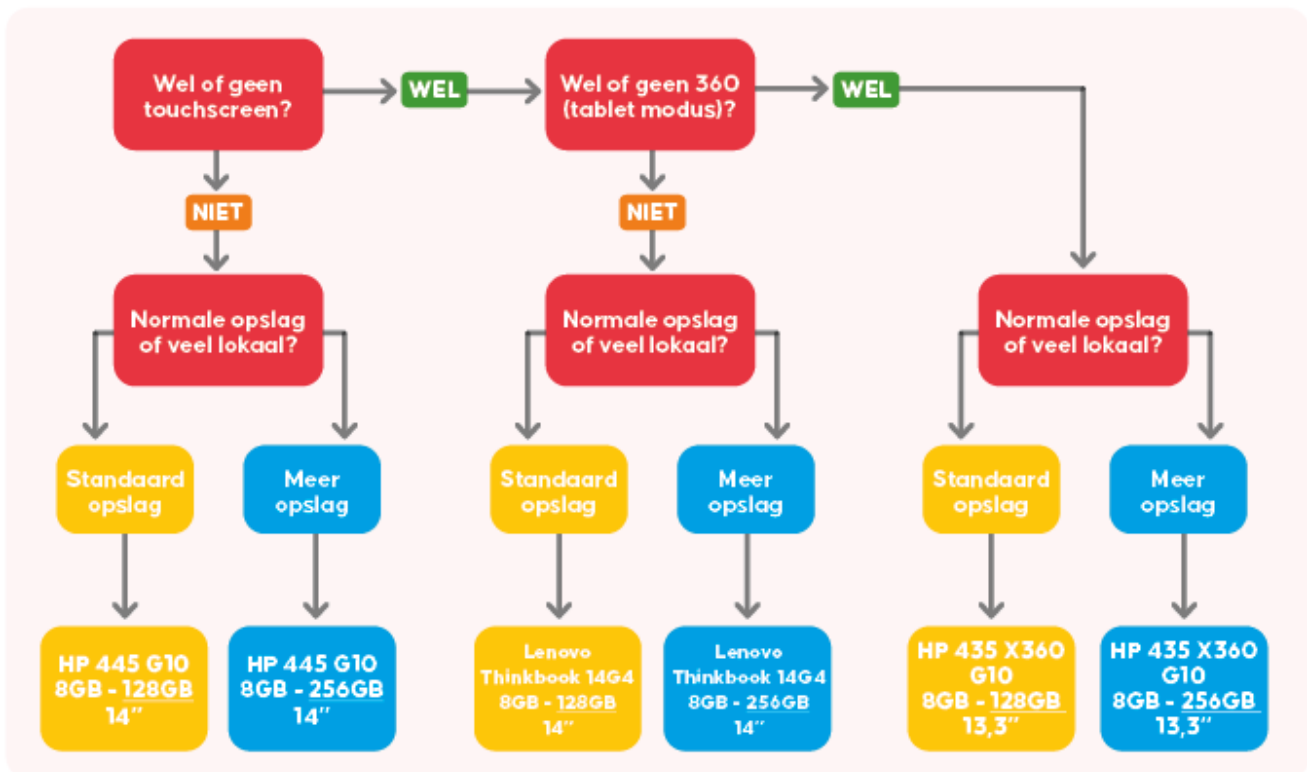 Wel of geen
touchscreen?
WEL
Wel of geen 360
(tablet modus)?
WEL
NIET
NIET
Normale opslag
of veel lokaal?
Normale opslag
of veel lokaal?
Normale opslag
of veel lokaal?
Standaard
opslag
Meer
opslag
Standaard
opslag
Meer
opslag
Standaard
opslag
Meer
opslag
HP 445 G10
8GB - 128GB
14"
HP 445 G10
8GB - 256GB
14"
Lenovo
Thinkbook 14G4
8GB - 128GB
14"
Lenovo
Thinkbook 14G4
8GB - 256GB
14"
HP 435 X360
G10
8GB - 128GB
13,3"
HP 435 X360
G10
8GB - 256GB
13,3"